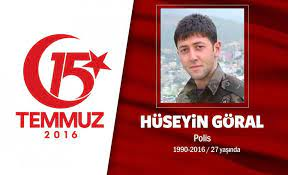 15
TEMMUZ
2016
HÜSEYİN GÖRAL
Polis
1990-2016 / 27 yaşında